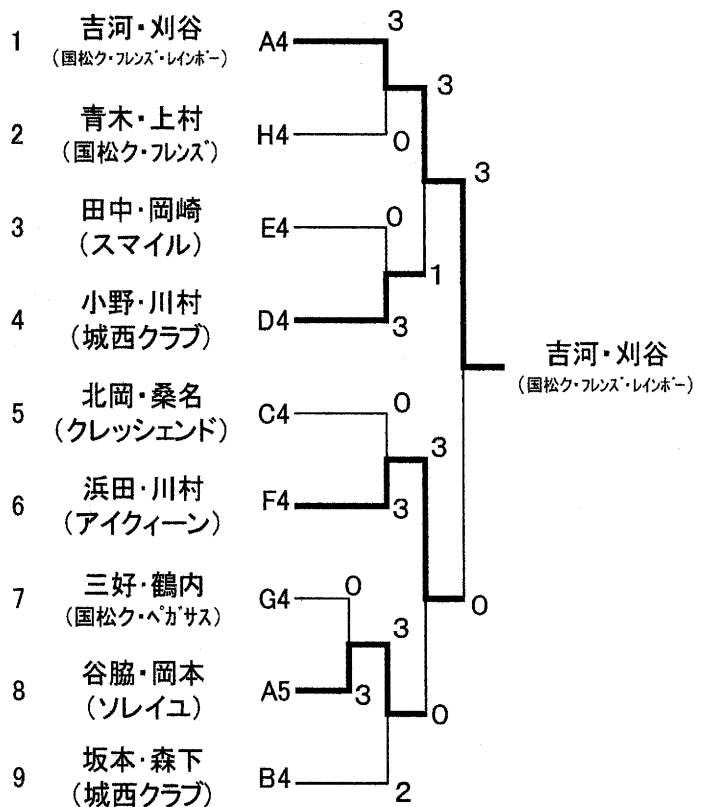 1 吉河・刈谷 A4 3
(国松ク・フレンズ・レインボー)
3
2 青木・上村 H4 0
(国松ク・フレンズ)
3
3 田中・岡崎 E4 0
(スマイル)
1
4 小野・川村 D4 3
(城西クラブ)
吉河・刈谷
(国松ク・フレンズ・レインボー)
5 北岡・桑名 C4 0
(クレッシェンド)
3
6 浜田・川村 F4 3
(アイクィーン)
7 三好・鶴内 G4 0
(国松ク・ペガサス)
0
3
8 谷脇・岡本 A5 3
(ソレイユ)
0
9 坂本・森下 B4 2
(城西クラブ)